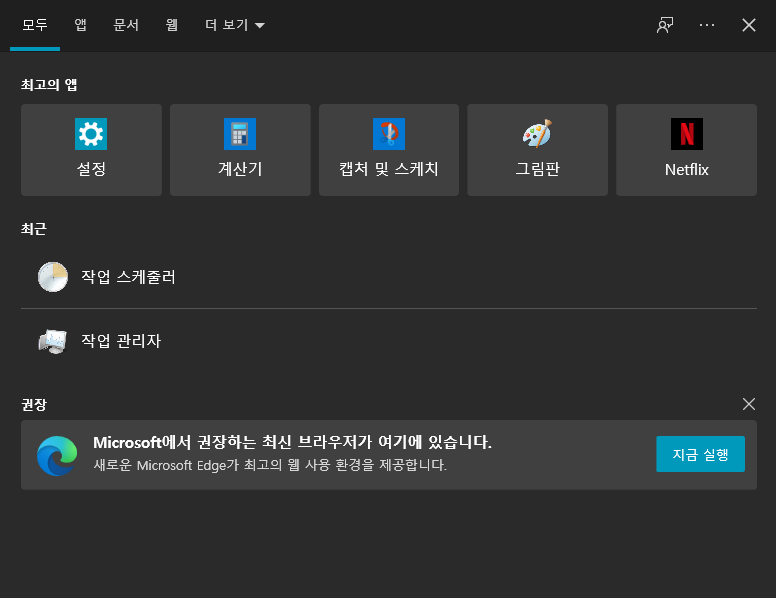 모두 앱 문서 웹 더 보기
최고의 앱
설정 계산기 캡처 및 스케치 그림판 Netflix
최근
작업 스케줄러
작업 관리자
권장
Microsoft에서 권장하는 최신 브라우저가 여기에 있습니다.
새로운 Microsoft Edge가 최고의 웹 사용 환경을 제공합니다.
지금 실행